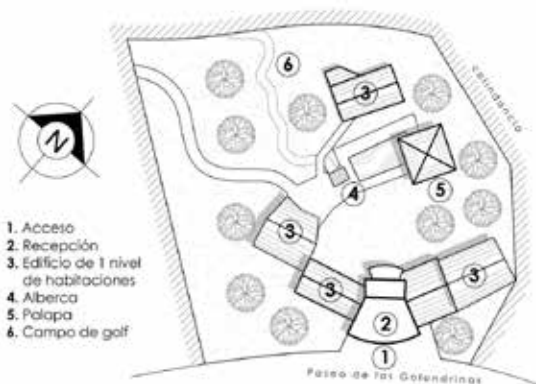 6
3
colindancia
N
5
4
3
3
3
2
1
1. Acceso
2. Recepción
3. Edificio de 1 nivel
de habitaciones
4. Alberca
5. Palapa
6. Campo de golf
Paseo de las Golondrinas